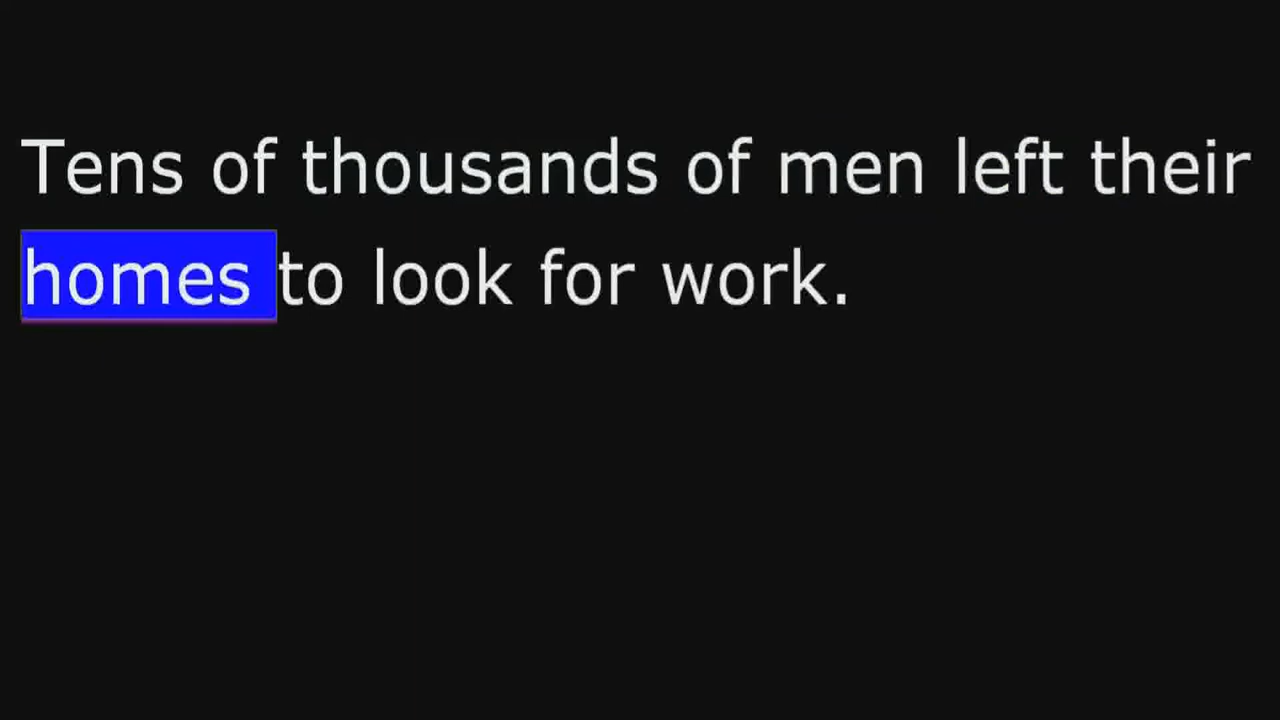 Tens of thousands of men left their
homes to look for work.